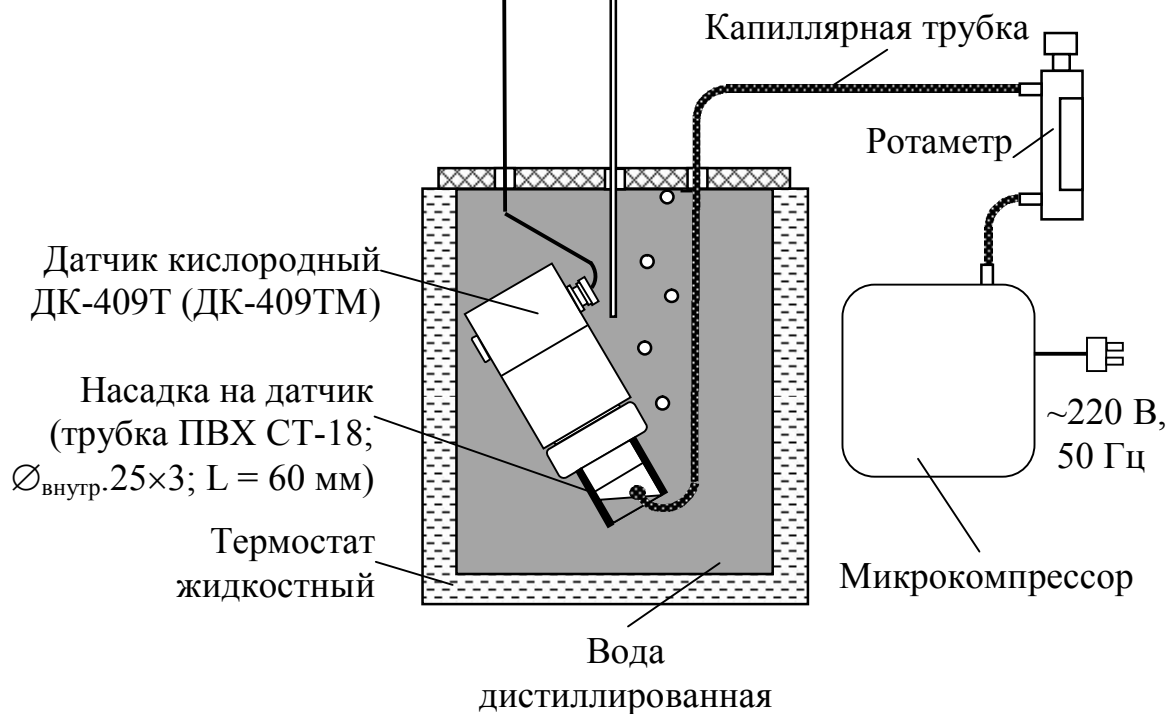 Капиллярная трубка
Ротаметр
Датчик кислородный
ДК-409Т (ДК-409ТМ)
Насадка на датчик
(трубка ПВХ СТ-18;
∅внутр.25×3; L = 60 мм)
~220 В,
50 Гц
Термостат
жидкостный
Микрокомпрессор
Вода
дистиллированная